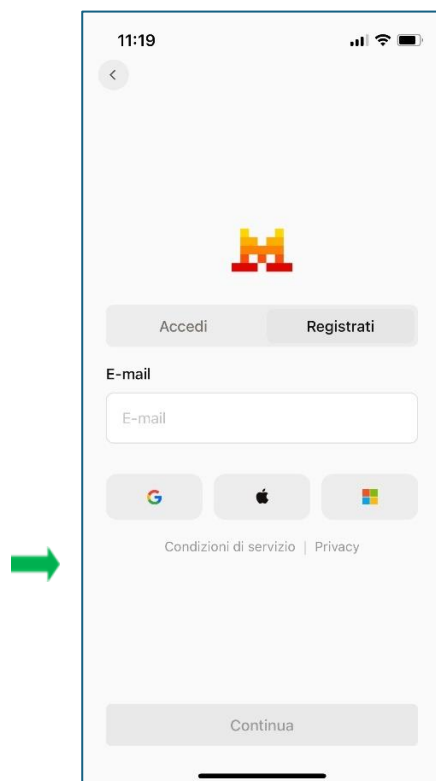 11:19
Accedi Registrati
E-mail
E-mail
Condizioni di servizio | Privacy
Continua